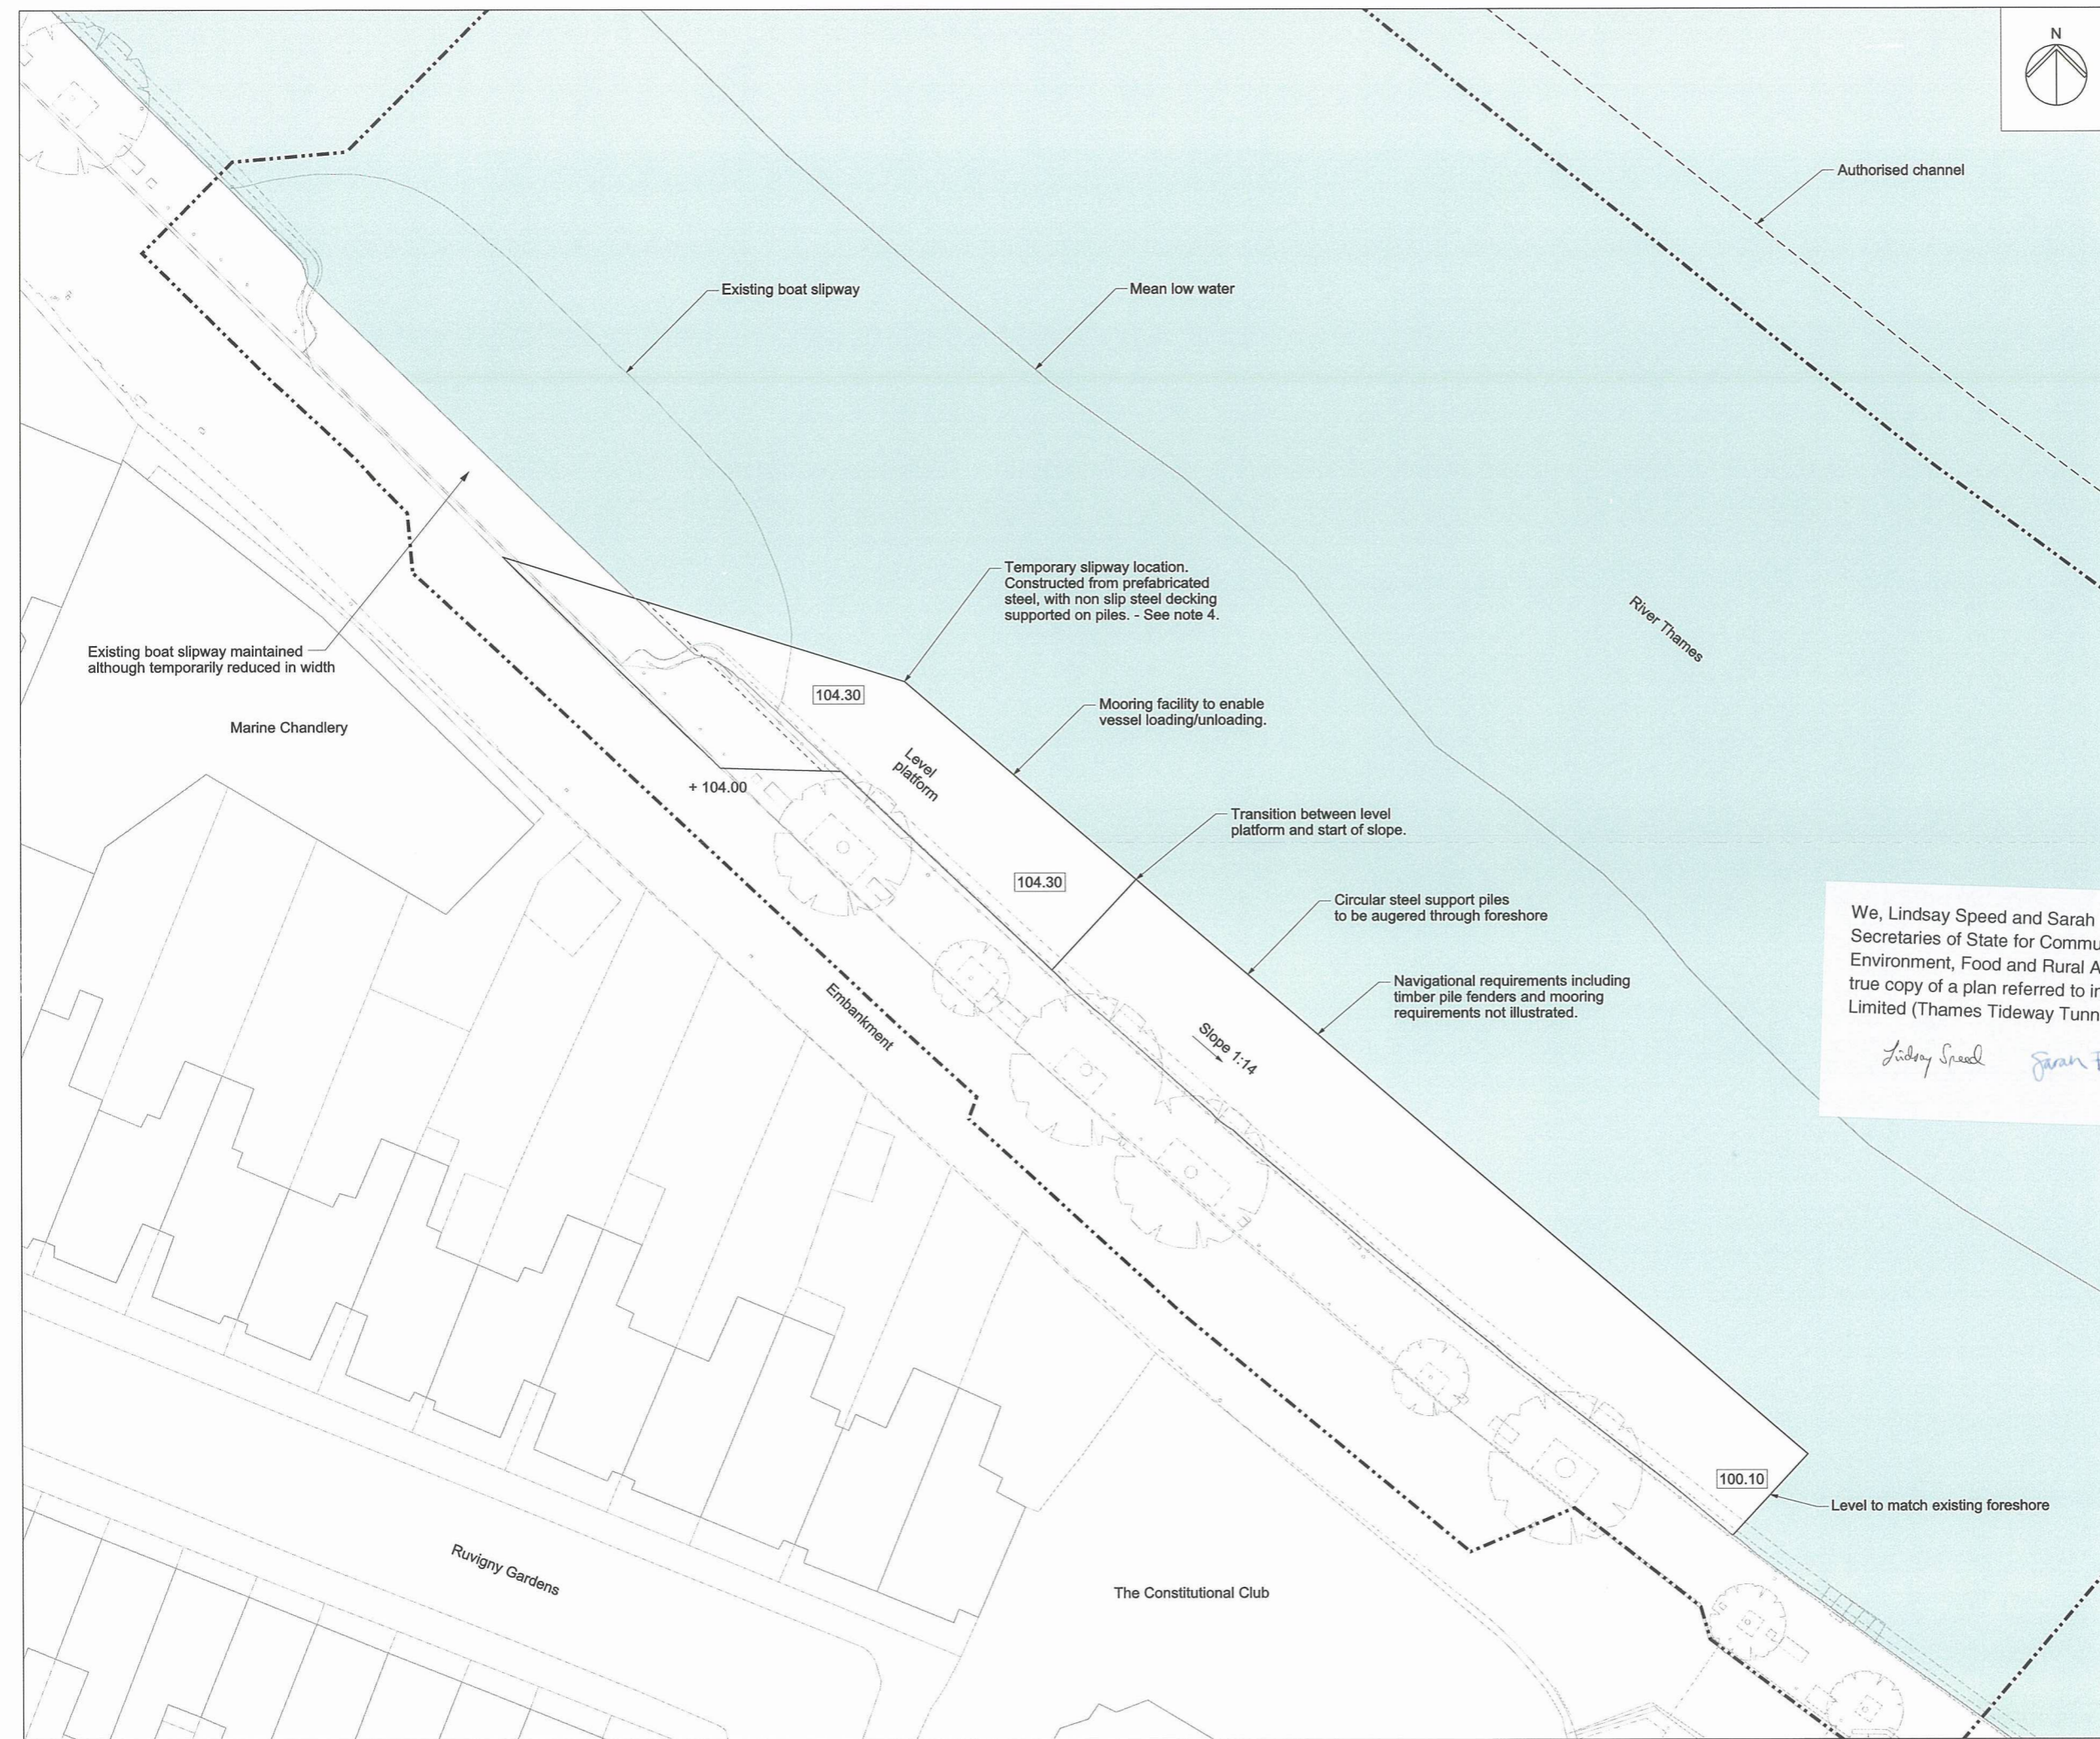 N
Authorised channel
Existing boat slipway
Mean low water
Temporary slipway location.
Constructed from prefabricated
steel, with non slip steel decking
supported on piles. - See note 4.
River Thames
Existing boat slipway maintained
although temporarily reduced in width
104.30
Mooring facility to enable
vessel loading/unloading.
Marine Chandlery
Level
platform
+ 104.00
Transition between level
platform and start of slope.
104.30
Circular steel support piles
to be augered through foreshore
We, Lindsay Speed and Sarah
Secretaries of State for Commu
Environment, Food and Rural A
true copy of a plan referred to in
Limited (Thames Tideway Tunn
Lindsay Speed Sarah F
Navigational requirements including
timber pile fenders and mooring
requirements not illustrated.
Embankment
Slope 1:14
100.10
Level to match existing foreshore
Ruvigny Gardens
The Constitutional Club